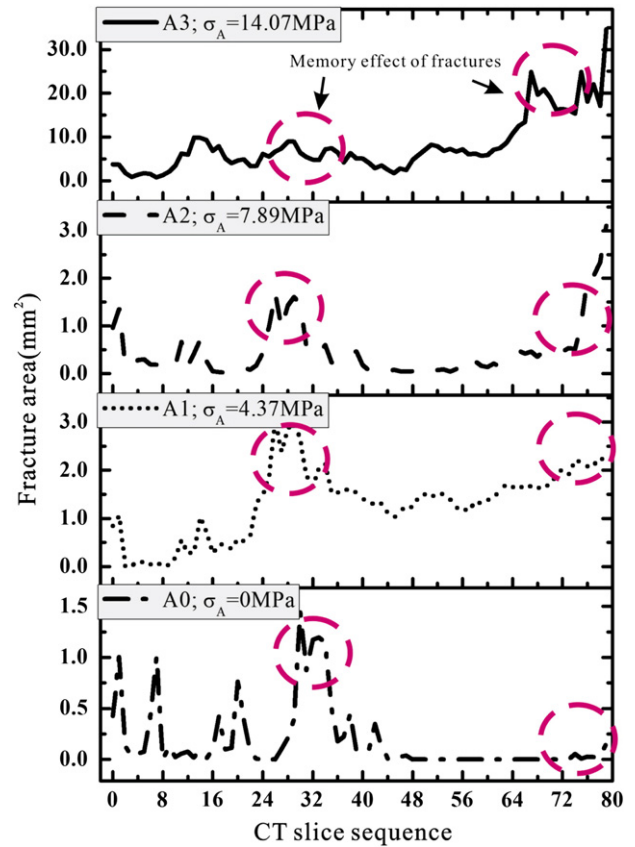 A3; σA=14.07MPa
Memory effect of fractures
30.0
20.0
10.0
0.0
A2; σA=7.89MPa
3.0
2.0
1.0
0.0
A1; σA=4.37MPa
3.0
2.0
1.0
0.0
A0; σA=0MPa
1.5
1.0
0.5
0.0
0 8 16 24 32 40 48 56 64 72 80
CT slice sequence
Fracture area(mm²)